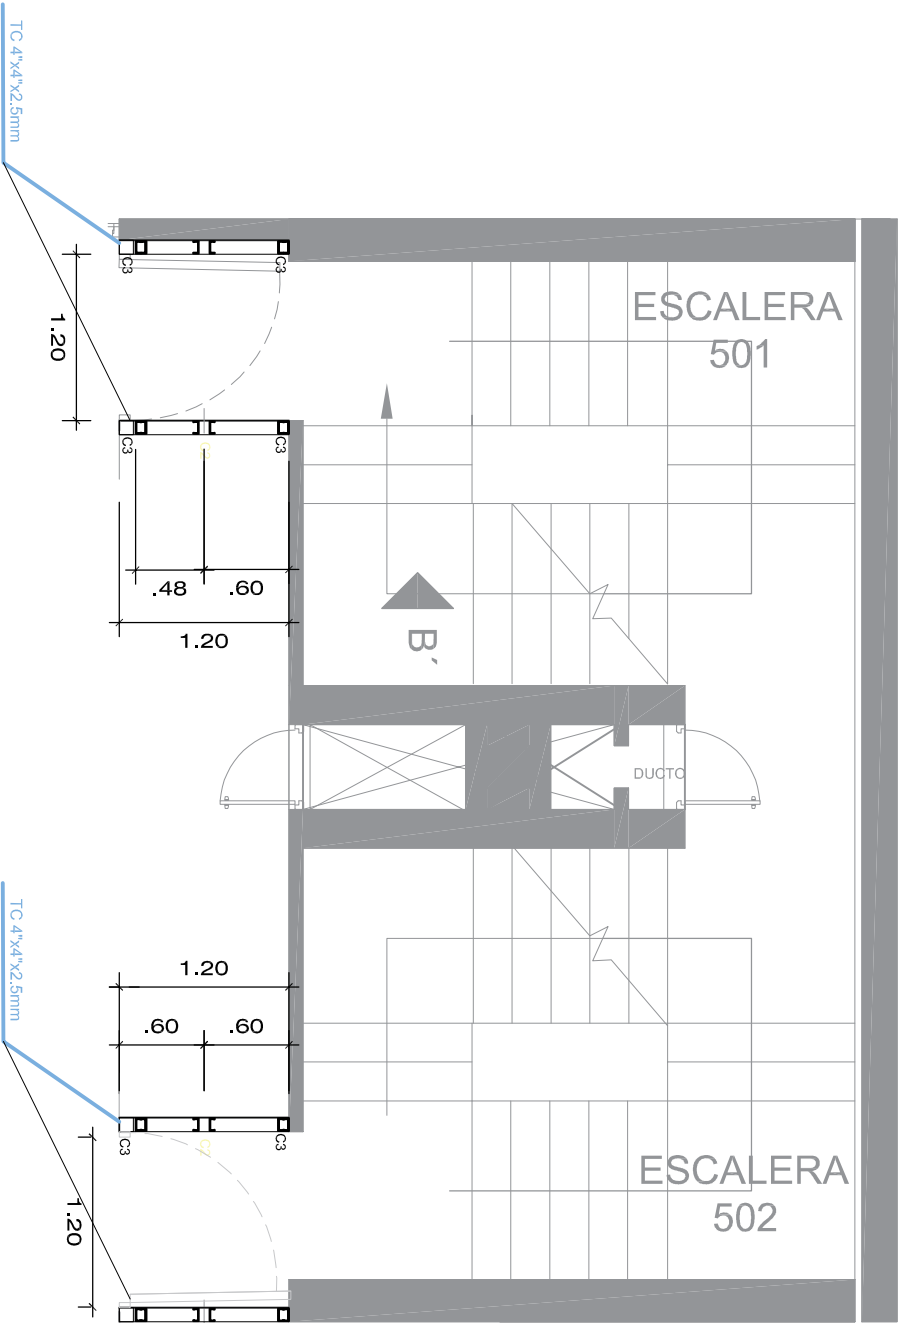 TC 4"x4"x2.5mm
ESCALERA
501
C3
C3
1.20
C3
C3
.48
.60
1.20
B´
DUCTO
TC 4"x4"x2.5mm
1.20
.60
.60
C3
C3
ESCALERA
502
1.20